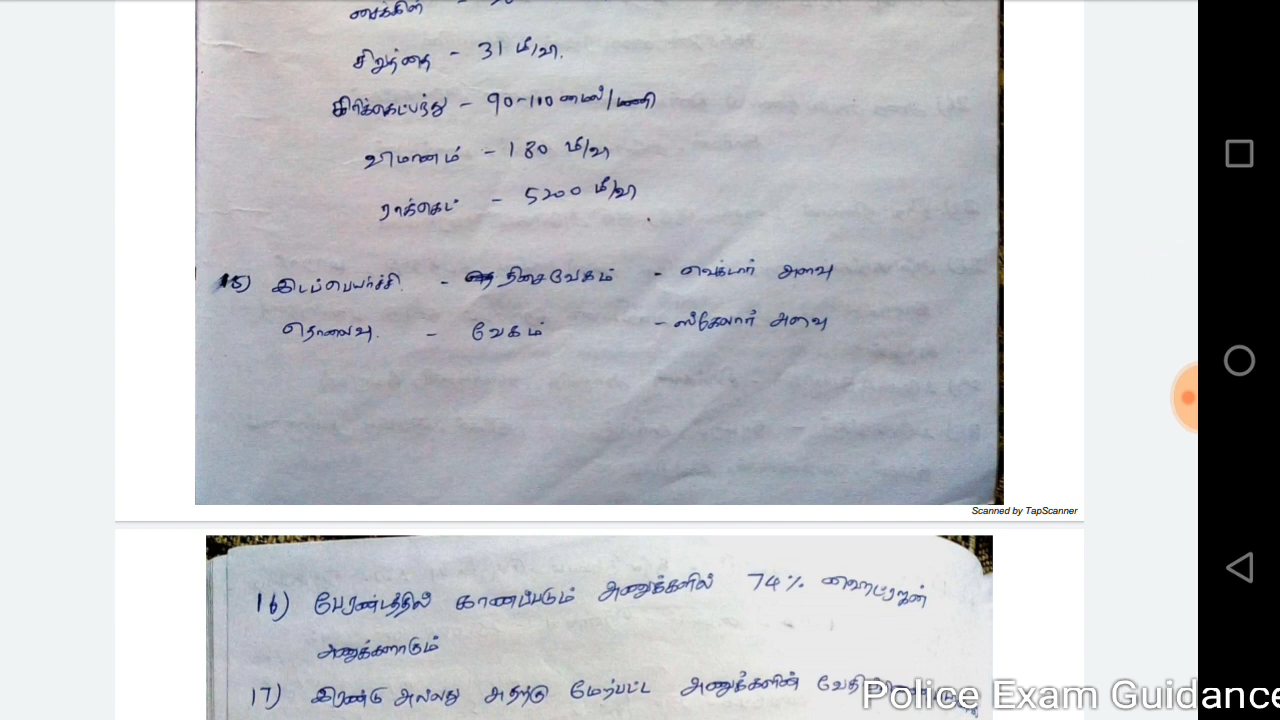 சைக்கிள் -
சிறுத்தை - 31 மீ/வி.
கிரிக்கெட்பந்து - 90-100 மைல்/மணி
விமானம் - 180 மீ/வி
ராக்கெட் - 5200 மீ/வி
15) இடப்பெயர்ச்சி. - திசைவேகம் - வெக்டார் அளவு
தொலைவு. - வேகம் - ஸ்கேலார் அளவு
Scanned by TapScanner
16) பேரண்டத்தில் காணப்படும் அணுக்களில் 74% ஹைட்ரஜன்
அணுக்களாகும்
17) இரண்டு அல்லது அதற்கு மேற்பட்ட அணுக்களின்
Police Exam Guidance